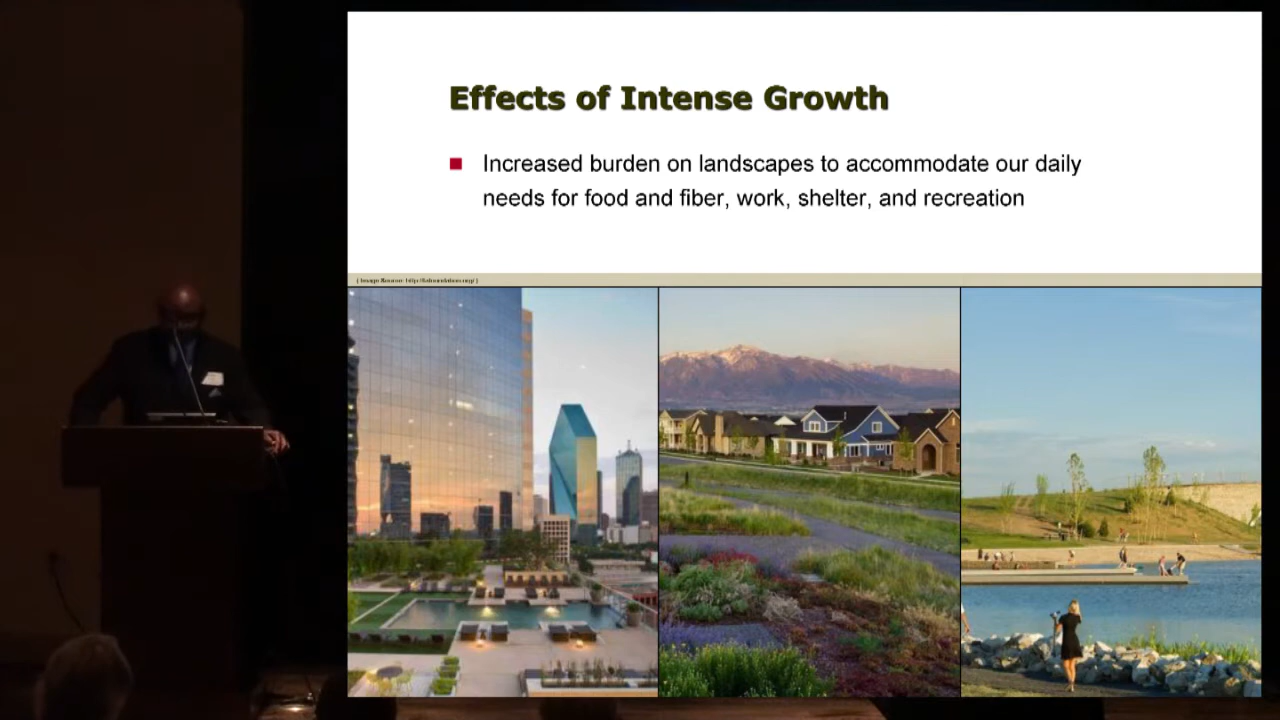 Effects of Intense Growth
Increased burden on landscapes to accommodate our daily
needs for food and fiber, work, shelter, and recreation